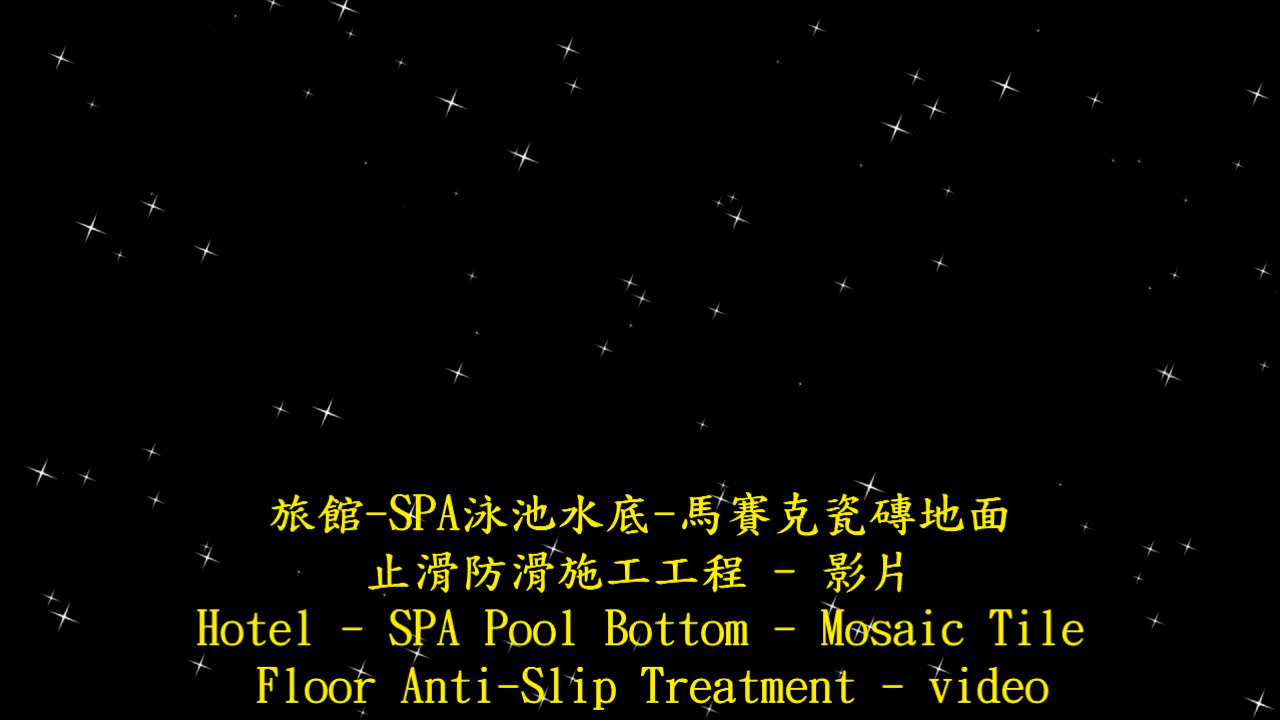 旅館-SPA泳池水底-馬賽克瓷磚地面
止滑防滑施工工程 - 影片
Hotel - SPA Pool Bottom - Mosaic Tile
Floor Anti-Slip Treatment - video